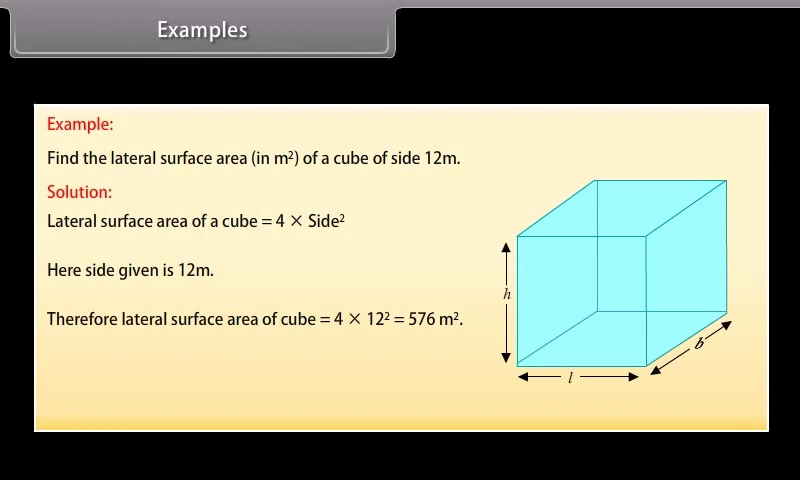 Examples
Example:
Find the lateral surface area (in m²) of a cube of side 12m.
Solution:
Lateral surface area of a cube = 4 × Side²
Here side given is 12m.
Therefore lateral surface area of cube = 4 × 12² = 576 m².
h
l
b